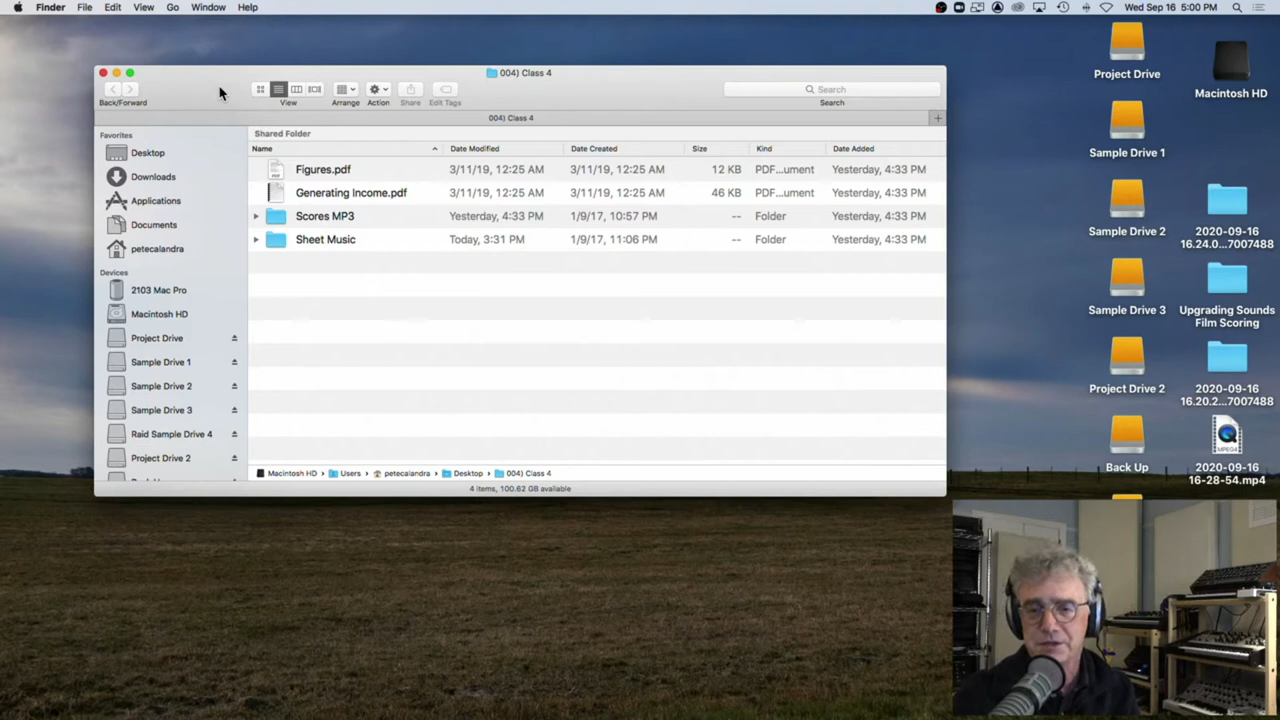 Finder File Edit View Go Window Help Wed Sep 16 5:00 PM
004) Class 4
Back/Forward View Arrange Action Share Edit Tags Search
Search
004) Class 4
Favorites
Desktop
Downloads
Applications
Documents
petecalandra
Devices
2103 Mac Pro
Macintosh HD
Project Drive
Sample Drive 1
Sample Drive 2
Sample Drive 3
Raid Sample Drive 4
Project Drive 2
Shared Folder
Name Date Modified Date Created Size Kind Date Added
Figures.pdf 3/11/19, 12:25 AM 3/11/19, 12:25 AM 12 KB PDF...ument Yesterday, 4:33 PM
Generating Income.pdf 3/11/19, 12:25 AM 3/11/19, 12:25 AM 46 KB PDF...ument Yesterday, 4:33 PM
Scores MP3 Yesterday, 4:33 PM 1/9/17, 10:57 PM -- Folder Yesterday, 4:33 PM
Sheet Music Today, 3:31 PM 1/9/17, 11:06 PM -- Folder Yesterday, 4:33 PM
Macintosh HD › Users › petecalandra › Desktop › 004) Class 4
4 items, 100.62 GB available
Project Drive
Sample Drive 1
Sample Drive 2
Sample Drive 3
Project Drive 2
Back Up
Macintosh HD
2020-09-16
16.24.0...7007488
Upgrading Sounds
Film Scoring
2020-09-16
16.20.2...7007488
MPEG4
2020-09-16
16-28-54.mp4